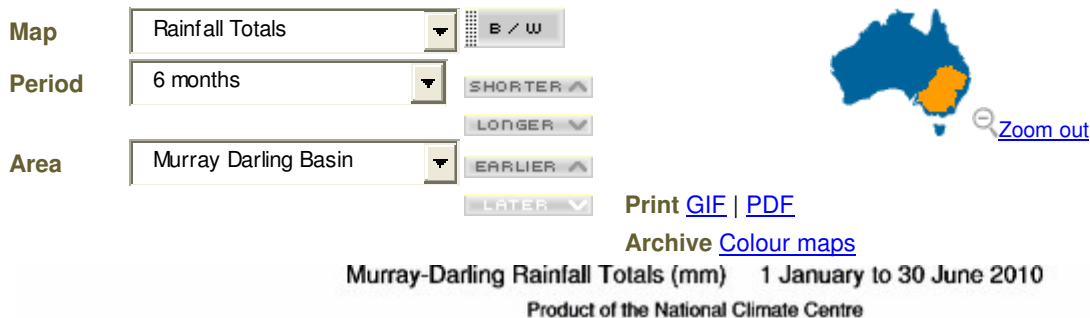 Map Rainfall Totals B / W
Period 6 months SHORTER
LONGER
Zoom out
Area Murray Darling Basin EARLIER
LATER Print GIF | PDF
Archive Colour maps
Murray-Darling Rainfall Totals (mm) 1 January to 30 June 2010
Product of the National Climate Centre